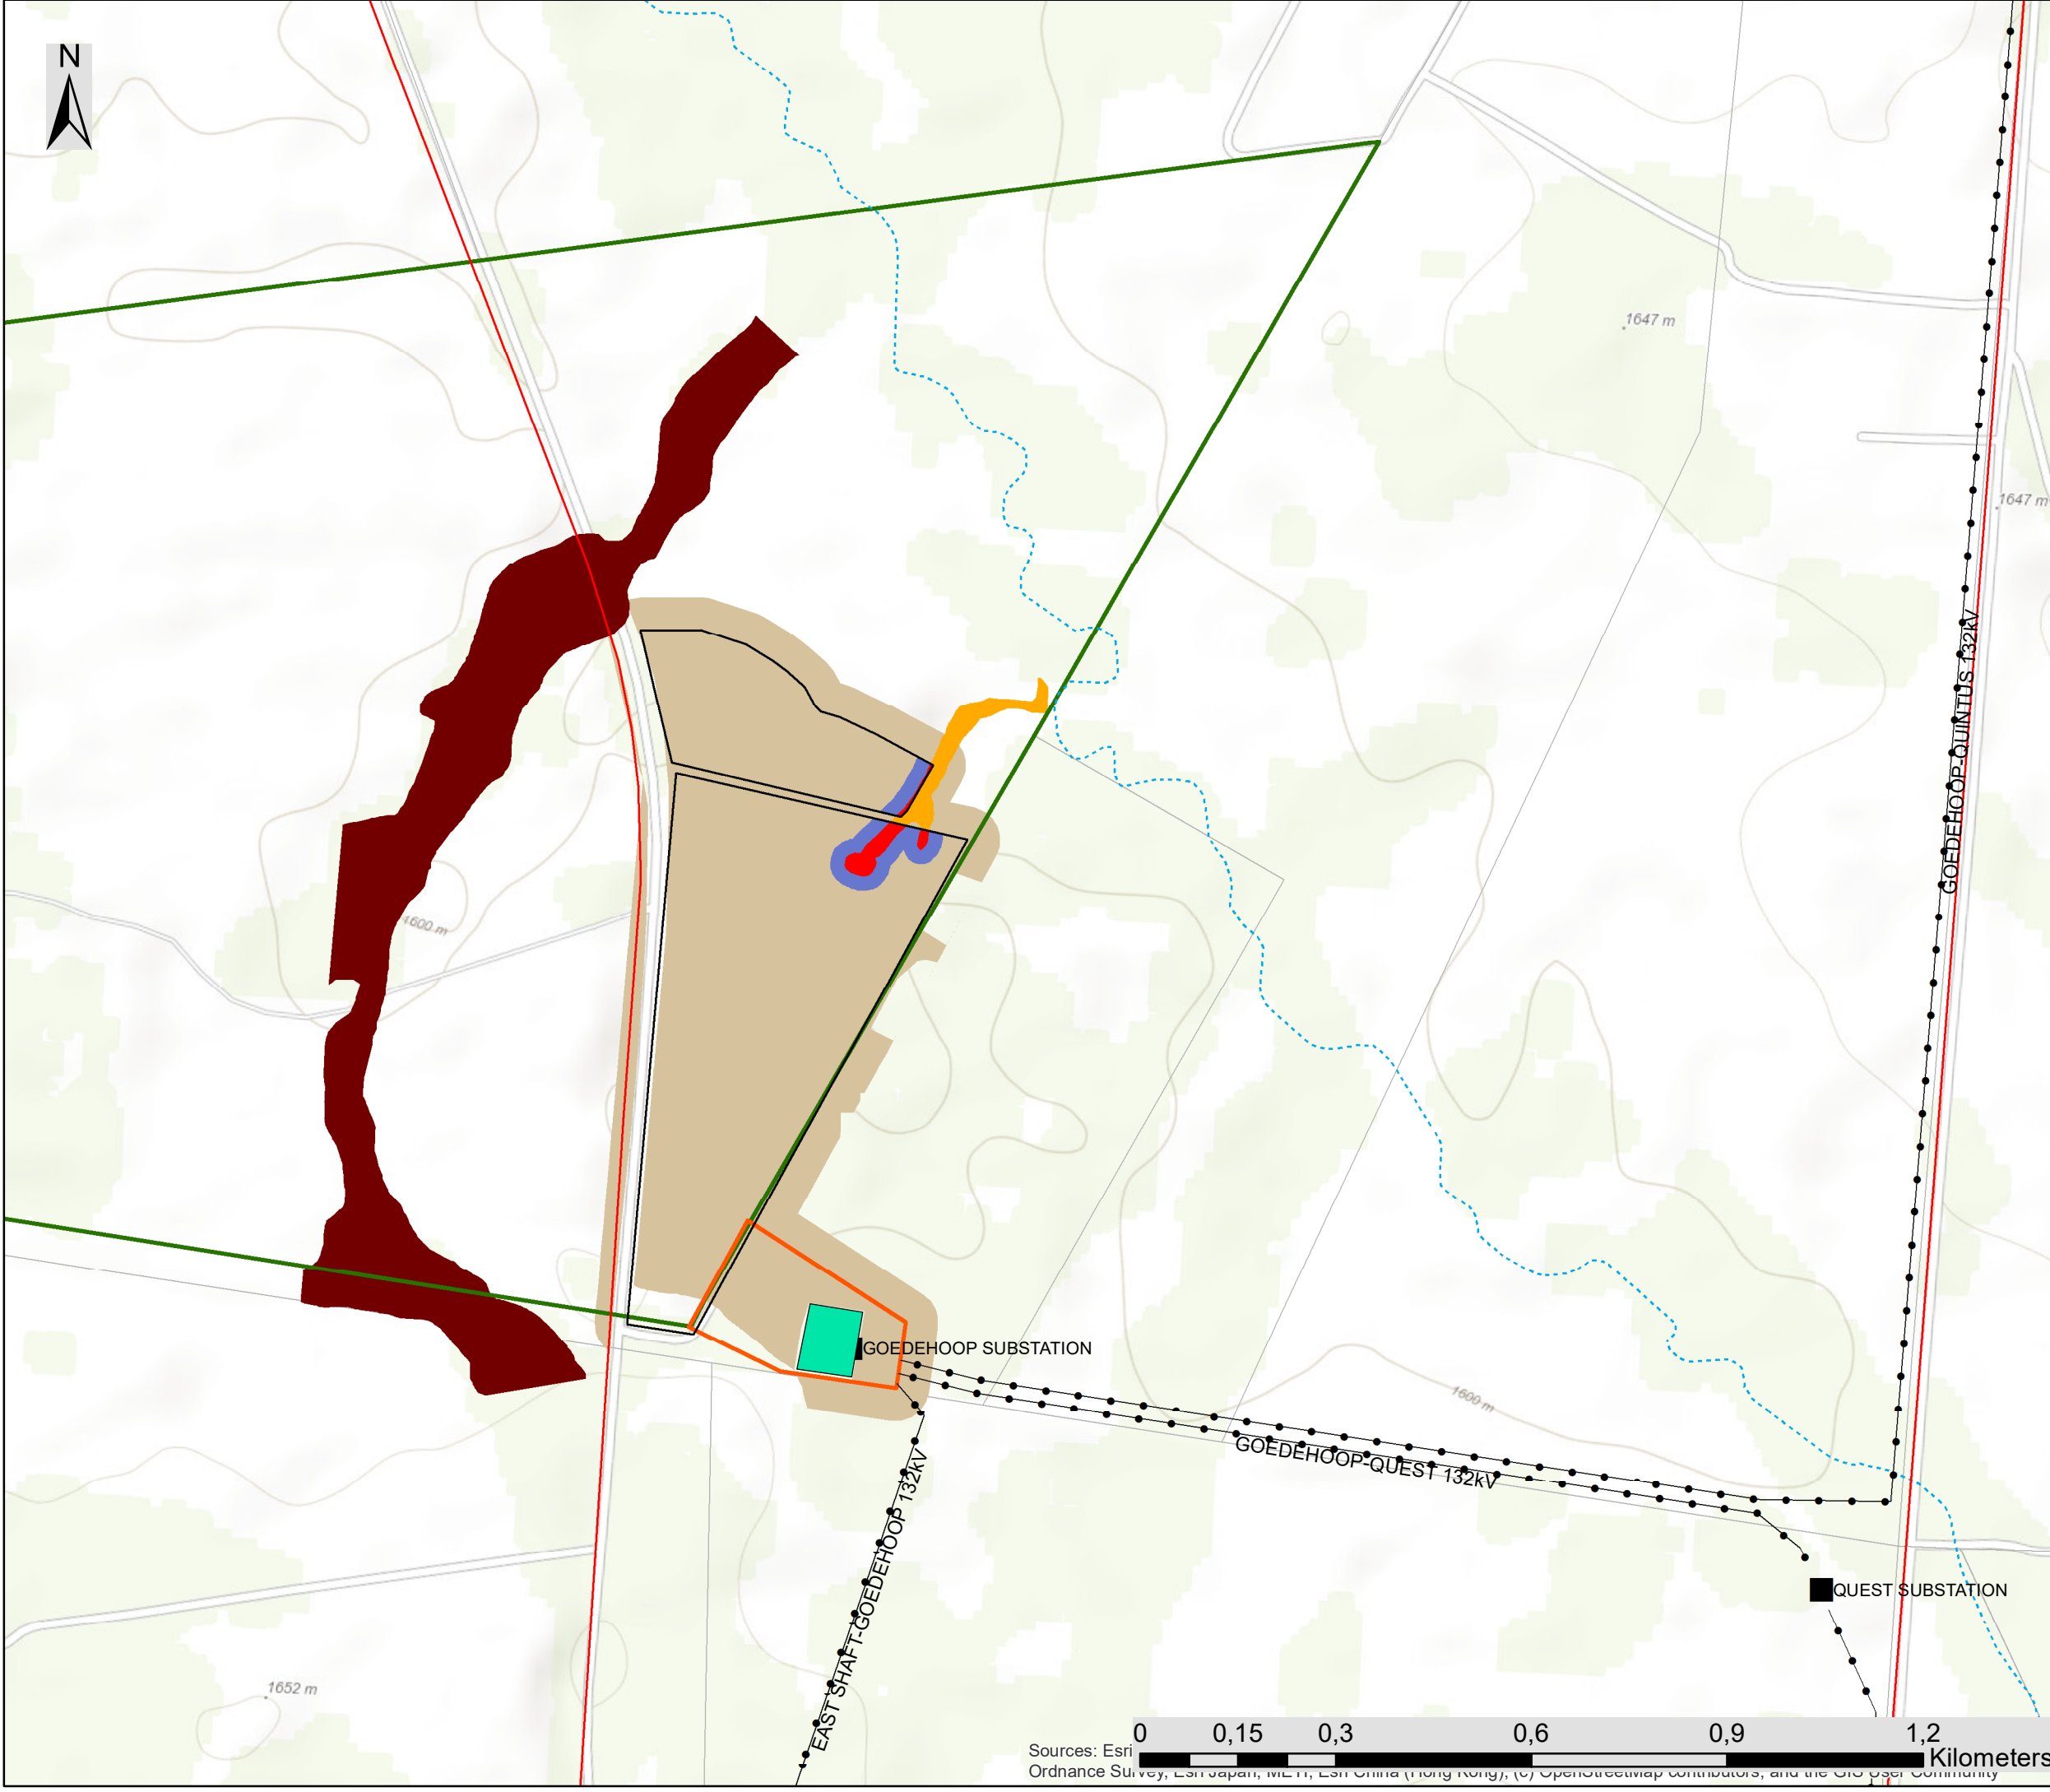 N
1647 m
1647 m
GOEDEHOOP-QUINTUS 132kV
1600 m
GOEDEHOOP SUBSTATION
1600 m
GOEDEHOOP-QUEST 132kV
EAST SHAFT-GOEDEHOOP 132kV
QUEST SUBSTATION
1652 m
0 0,15 0,3 0,6 0,9 1,2
Kilometers
Sources: Esri
Ordnance Survey, Esri Japan, METI, Esri China (Hong Kong), (c) OpenStreetMap contributors, and the GIS User Community